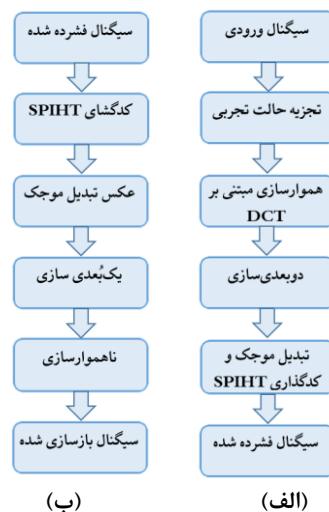 سیگنال ورودی
تجزیه حالت تجربی
هموارسازی مبتنی بر
DCT
دوبعدی‌سازی
تبدیل موجک و
کدگذاری SPIHT
سیگنال فشرده شده
(الف)
سیگنال فشرده شده
کدگشای SPIHT
عکس تبدیل موجک
یک‌بُعدی سازی
ناهموارسازی
سیگنال بازسازی شده
(ب)